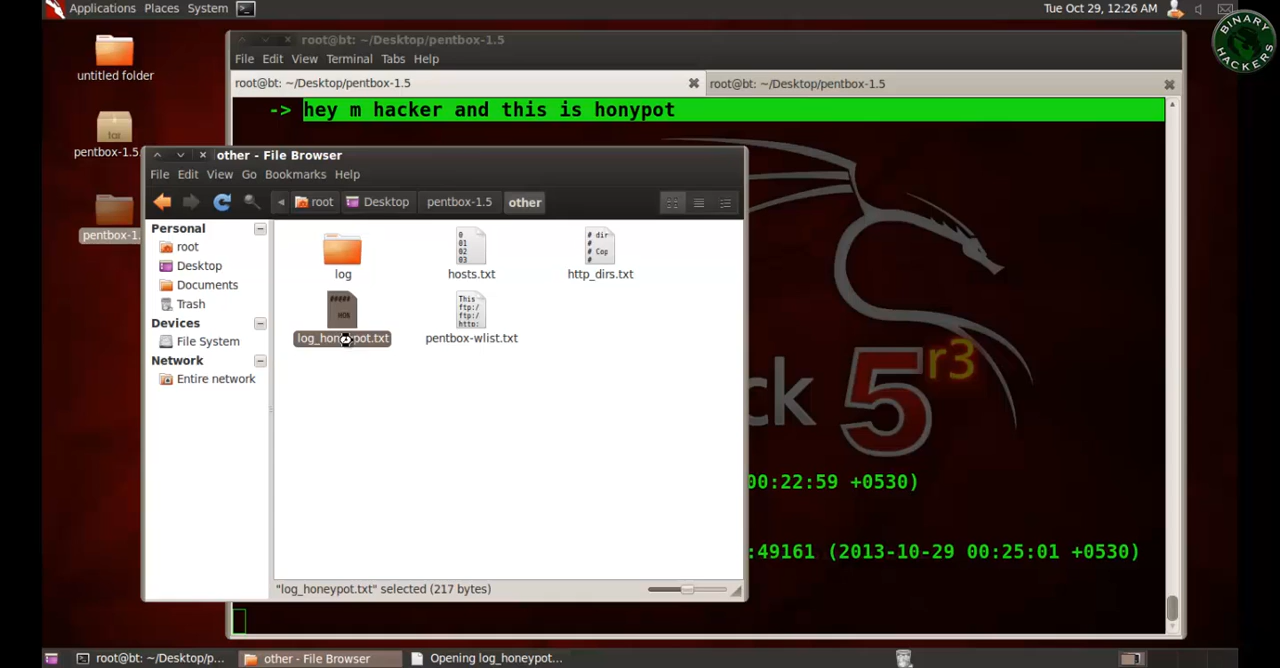 Applications Places System
Tue Oct 29, 12:26 AM
BINARY HACKERS
untitled folder
pentbox-1.5.
pentbox-1.
root@bt: ~/Desktop/pentbox-1.5
File Edit View Terminal Tabs Help
root@bt: ~/Desktop/pentbox-1.5
root@bt: ~/Desktop/pentbox-1.5
-> hey m hacker and this is honypot
other - File Browser
File Edit View Go Bookmarks Help
root Desktop pentbox-1.5 other
Personal
root
Desktop
Documents
Trash
Devices
File System
Network
Entire network
log
hosts.txt
http_dirs.txt
log_honeypot.txt
pentbox-wlist.txt
"log_honeypot.txt" selected (217 bytes)
ck 5 r3
00:22:59 +0530)
:49161 (2013-10-29 00:25:01 +0530)
root@bt: ~/Desktop/p...
other - File Browser
Opening log_honeypot...